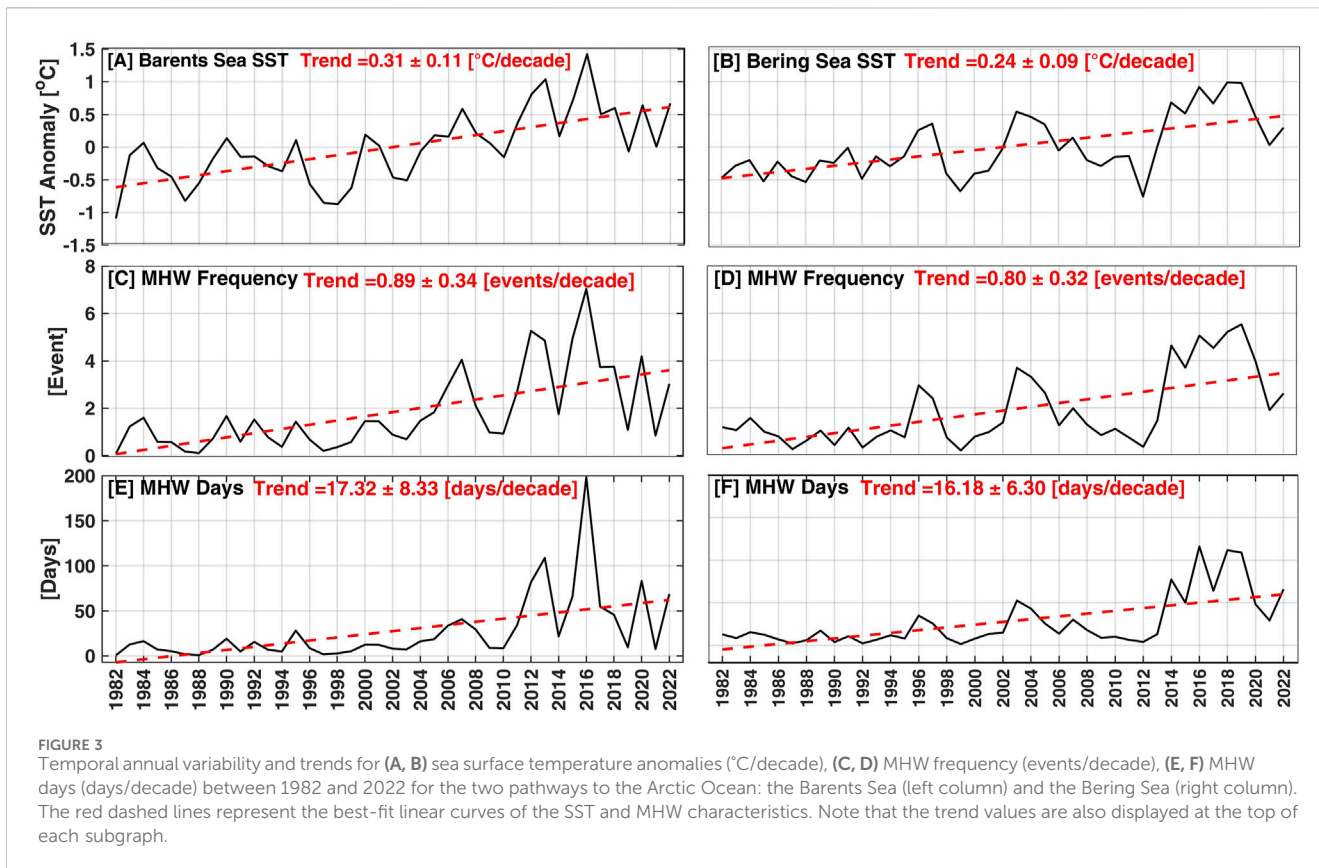 [A] Barents Sea SST Trend =0.31 ± 0.11 [°C/decade]
SST Anomaly [°C]
1.5
1
0.5
0
-0.5
-1
-1.5
[B] Bering Sea SST Trend =0.24 ± 0.09 [°C/decade]
[C] MHW Frequency Trend =0.89 ± 0.34 [events/decade]
[Event]
8
6
4
2
0
[D] MHW Frequency Trend =0.80 ± 0.32 [events/decade]
[E] MHW Days Trend =17.32 ± 8.33 [days/decade]
[Days]
200
150
100
50
0
1982 1984 1986 1988 1990 1992 1994 1996 1998 2000 2002 2004 2006 2008 2010 2012 2014 2016 2018 2020 2022
[F] MHW Days Trend =16.18 ± 6.30 [days/decade]
1982 1984 1986 1988 1990 1992 1994 1996 1998 2000 2002 2004 2006 2008 2010 2012 2014 2016 2018 2020 2022
FIGURE 3
Temporal annual variability and trends for (A, B) sea surface temperature anomalies (°C/decade), (C, D) MHW frequency (events/decade), (E, F) MHW
days (days/decade) between 1982 and 2022 for the two pathways to the Arctic Ocean: the Barents Sea (left column) and the Bering Sea (right column).
The red dashed lines represent the best-fit linear curves of the SST and MHW characteristics. Note that the trend values are also displayed at the top of
each subgraph.